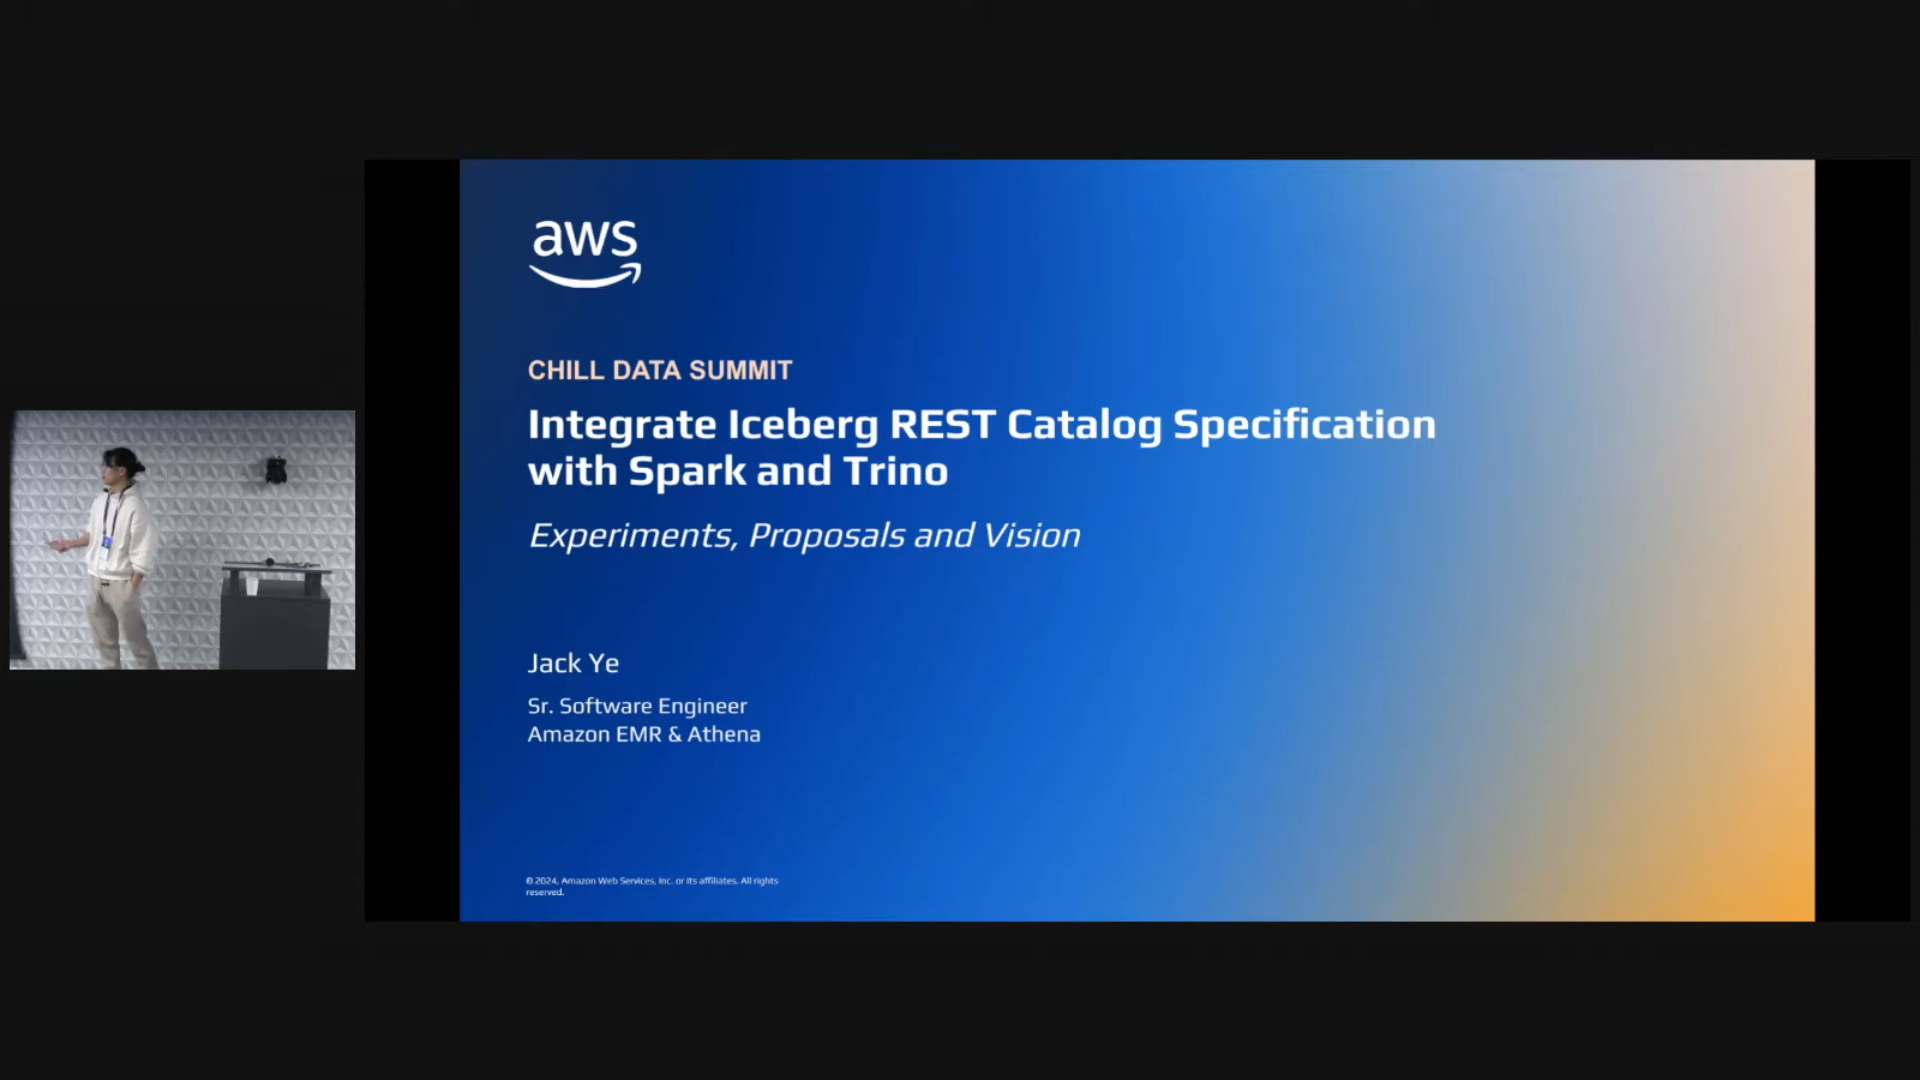 aws
CHILL DATA SUMMIT
Integrate Iceberg REST Catalog Specification
with Spark and Trino
Experiments, Proposals and Vision
Jack Ye
Sr. Software Engineer
Amazon EMR & Athena
© 2024, Amazon Web Services, Inc. or its affiliates. All rights
reserved.